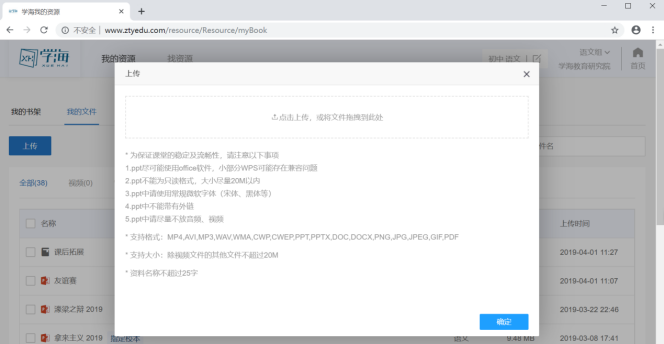 学海我的资源
不安全 | www.ztyedu.com/resource/Resource/myBook
学海
我的资源 找资源
初中 语文
语文组
学海教育研究院
首页
上传
点击上传，或将文件拖拽到此处
我的书架 我的文件
上传
件名
* 为保证课堂的稳定及流畅性，请注意以下事项
1.ppt尽可能使用office软件，小部分WPS可能存在兼容问题
2.ppt不能为只读格式，大小尽量20M以内
3.ppt中请使用常规微软字体（宋体、黑体等）
4.ppt中不能带有外链
5.ppt中请尽量不放音频、视频
全部(38) 视频(0)
* 支持格式：MP4,AVI,MP3,WAV,WMA,CWP,CWEP,PPT,PPTX,DOC,DOCX,PNG,JPG,JPEG,GIF,PDF
* 支持大小：除视频文件的其他文件不超过20M
* 资料名称不超过25字
名称 上传时间
课后拓展 2019-04-01 11:27
友谊赛 2019-04-01 11:07
濠梁之辩 2019 2019-03-22 22:46
确定
拿来主义 2019 指定校本 语文 9.48 MB 2019-03-08 17:41